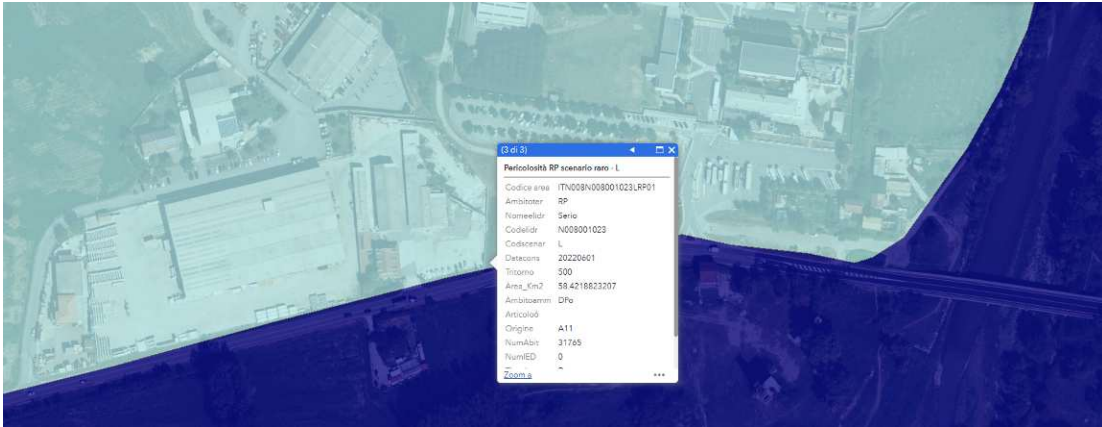 (3 di 3)
Pericolosità RP scenario raro - L
Codice area ITN008N008001023LRP01
Ambitoter RP
Nomeelidr Serio
Codelidr N008001023
Codscenar L
Datacons 20220601
Tritorno 500
Area_Km2 58.4218823207
Ambitoamm DPo
Articolo6
Origine A11
NumAbit 31765
NumIED 0
Zoom a